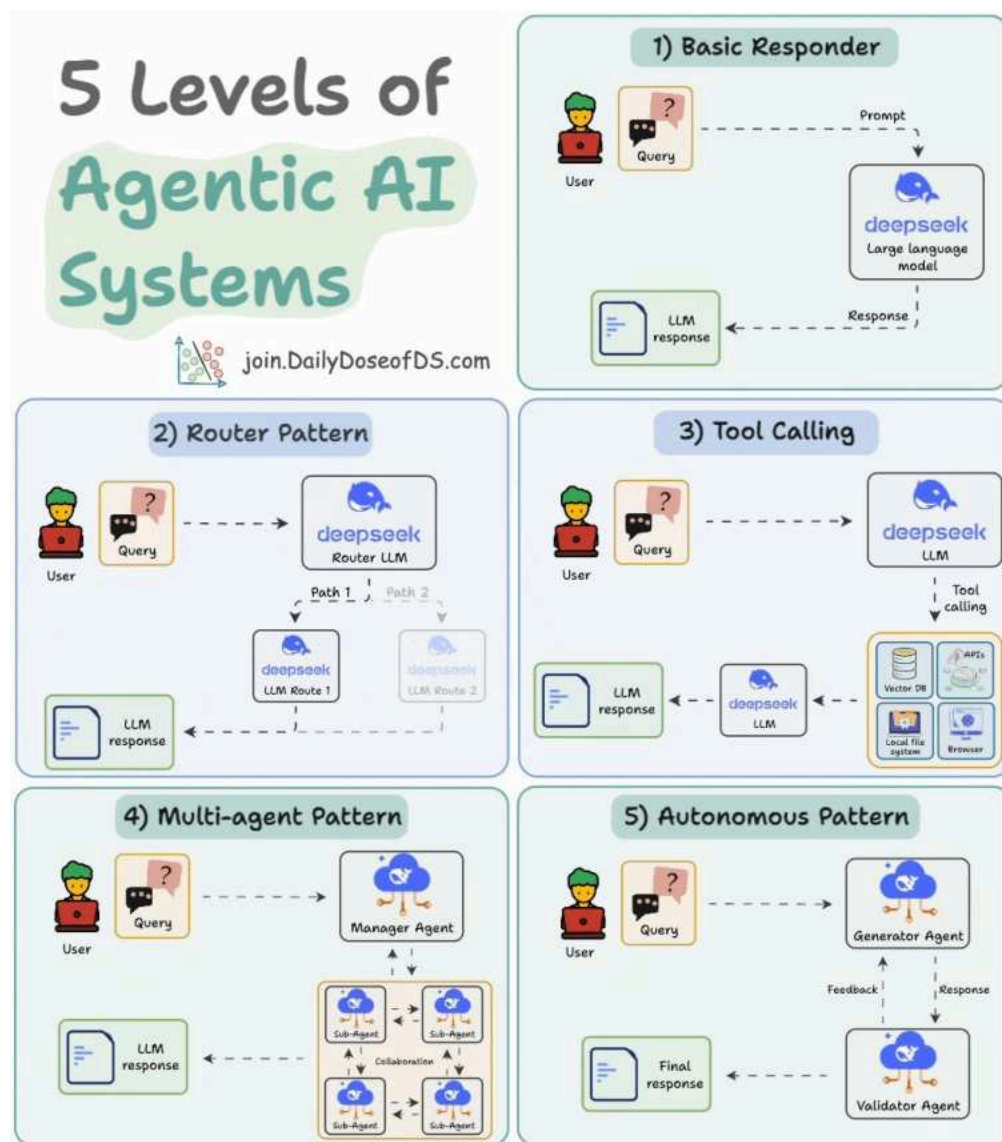 5 Levels of
Agentic AI
Systems
join.DailyDoseofDS.com
1) Basic Responder
?
Query
User
Prompt
deepseek
Large language
model
Response
LLM
response
2) Router Pattern
?
Query
User
deepseek
Router LLM
Path 1
Path 2
deepseek
LLM Route 1
deepseek
LLM Route 2
LLM
response
3) Tool Calling
?
Query
User
deepseek
LLM
Tool
calling
Vector DB
APIs
Local file
system
Browser
deepseek
LLM
LLM
response
4) Multi-agent Pattern
?
Query
User
Manager Agent
Sub-Agent
Sub-Agent
Collaboration
Sub-Agent
Sub-Agent
LLM
response
5) Autonomous Pattern
?
Query
User
Generator Agent
Feedback
Response
Validator Agent
Final
response